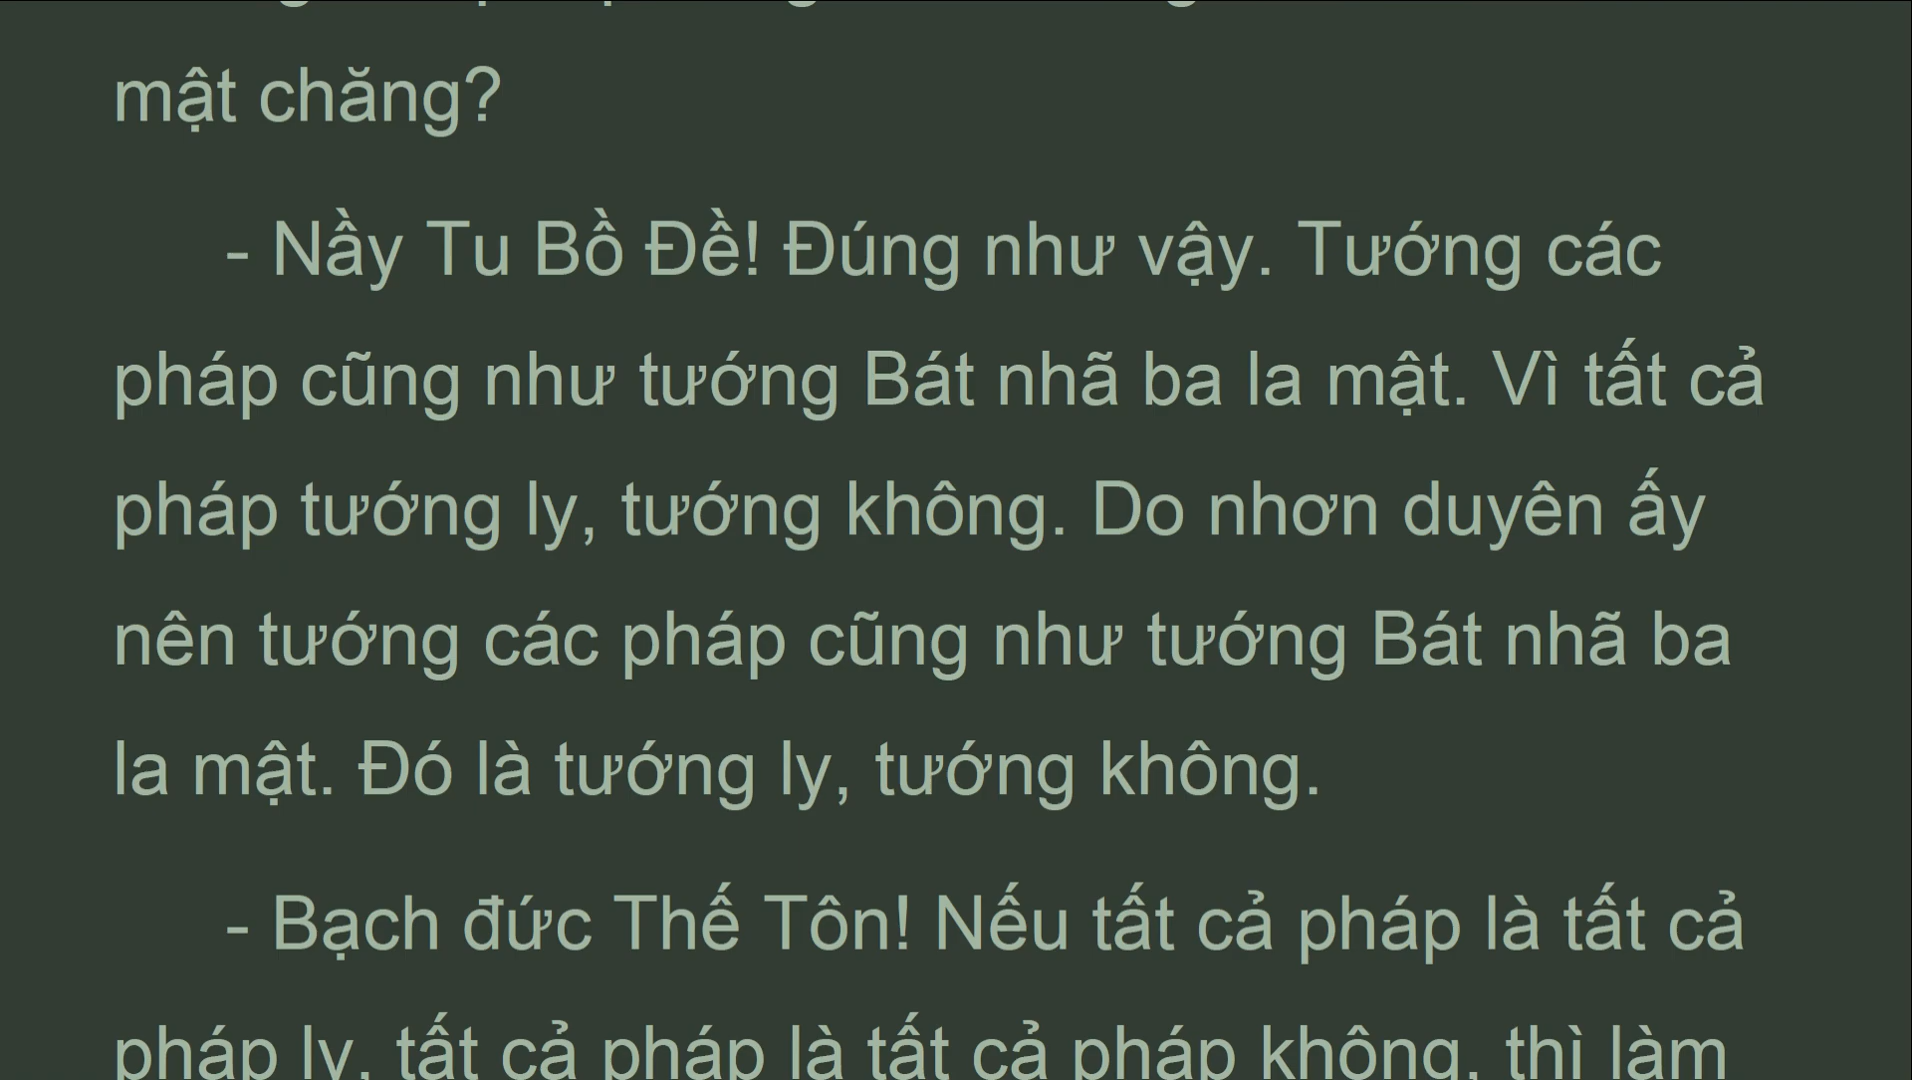 mật chăng?
- Nầy Tu Bồ Đề! Đúng như vậy. Tướng các
pháp cũng như tướng Bát nhã ba la mật. Vì tất cả
pháp tướng ly, tướng không. Do nhơn duyên ấy
nên tướng các pháp cũng như tướng Bát nhã ba
la mật. Đó là tướng ly, tướng không.
- Bạch đức Thế Tôn! Nếu tất cả pháp là tất cả
pháp ly, tất cả pháp là tất cả pháp không, thì làm